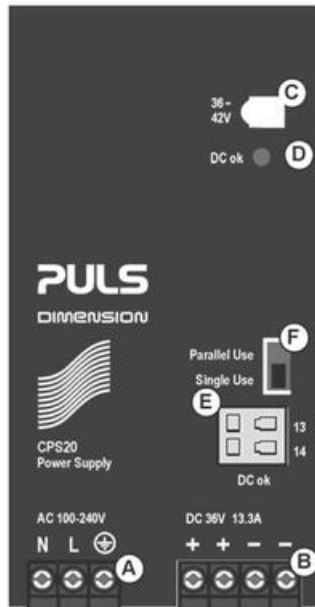 C
36–
42V
DC ok
D
PULS
DIMENSION
F
Parallel Use
Single Use
E
13
14
CPS20
Power Supply
DC ok
AC 100-240V
DC 36V 13.3A
N L
+ + – –
A
B